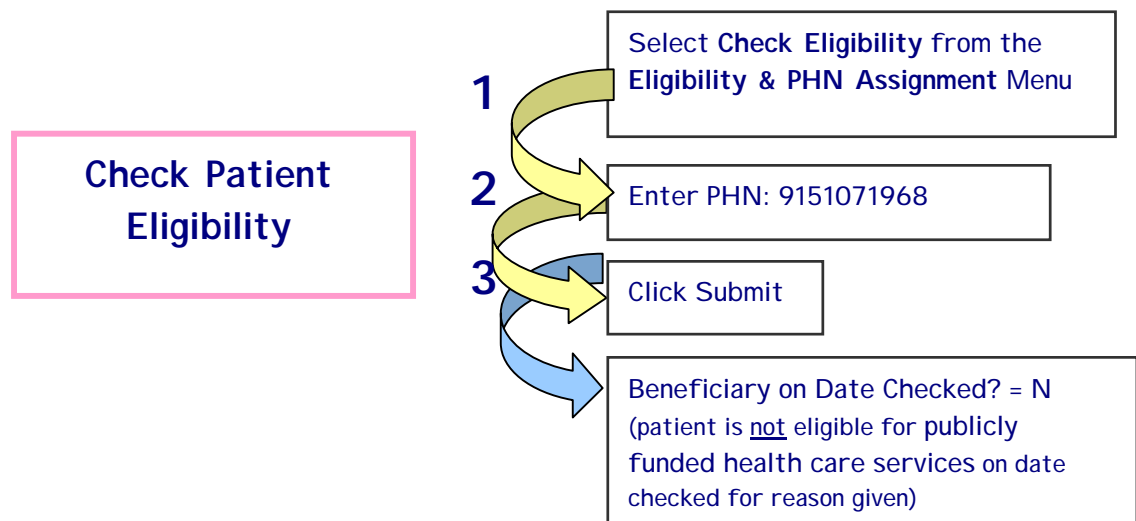 Check Patient
Eligibility
1
Select Check Eligibility from the
Eligibility & PHN Assignment Menu
2
Enter PHN: 9151071968
3
Click Submit
Beneficiary on Date Checked? = N
(patient is not eligible for publicly
funded health care services on date
checked for reason given)